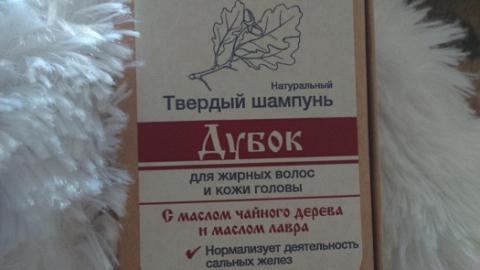 Натуральный
Твердый шампунь
Дубок
для жирных волос
и кожи головы
С маслом чайного дерева
и маслом лавра
✔ Нормализует деятельность
сальных желез